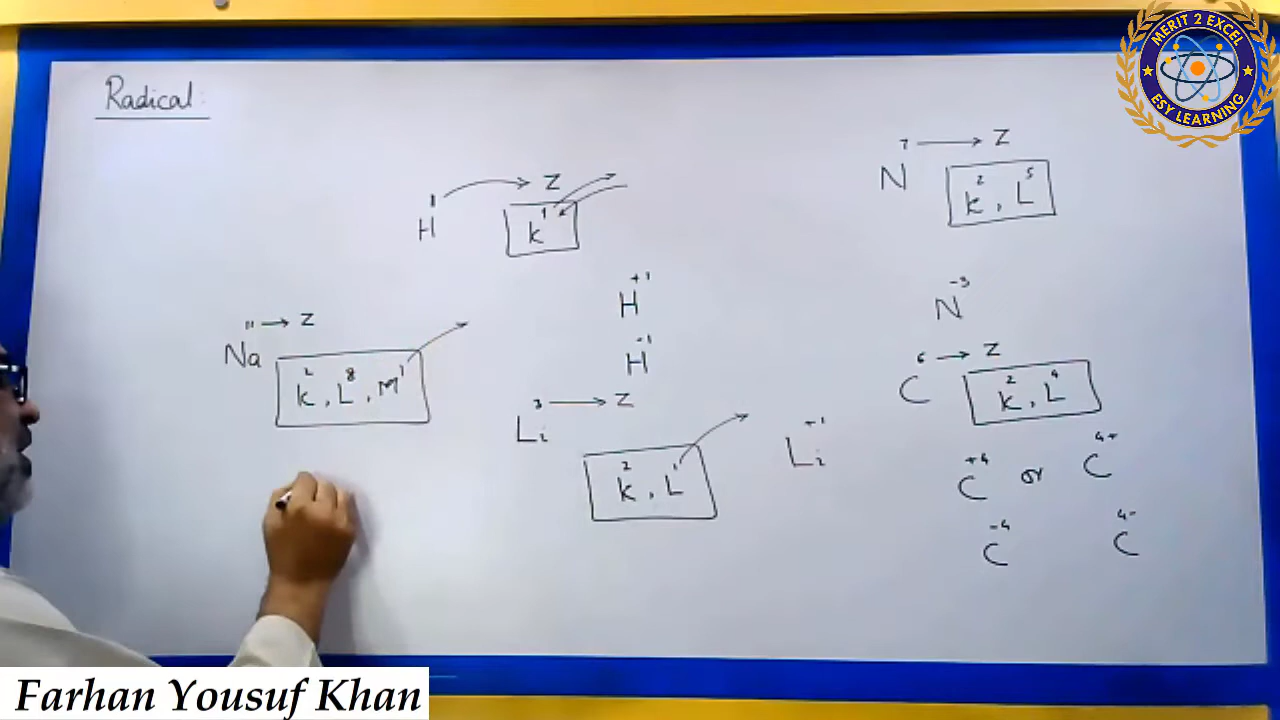 MERIT 2 EXCEL
ESY LEARNING
Radical:
H¹ → Z
K¹
H⁺¹
H⁻¹
Na¹¹ → Z
K², L⁸, M¹
Li³ → Z
K², L¹
Li⁺¹
N⁷ → Z
K², L⁵
N⁻³
C⁶ → Z
K², L⁴
C⁺⁴ or C⁴⁺
C⁻⁴ C⁴⁻
Farhan Yousuf Khan